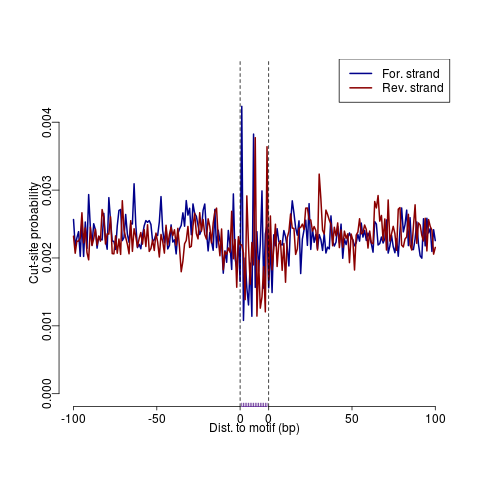 For. strand
Rev. strand
Cut-site probability
0.004
0.003
0.002
0.001
0.000
-100 -50 0 0 50 100
Dist. to motif (bp)